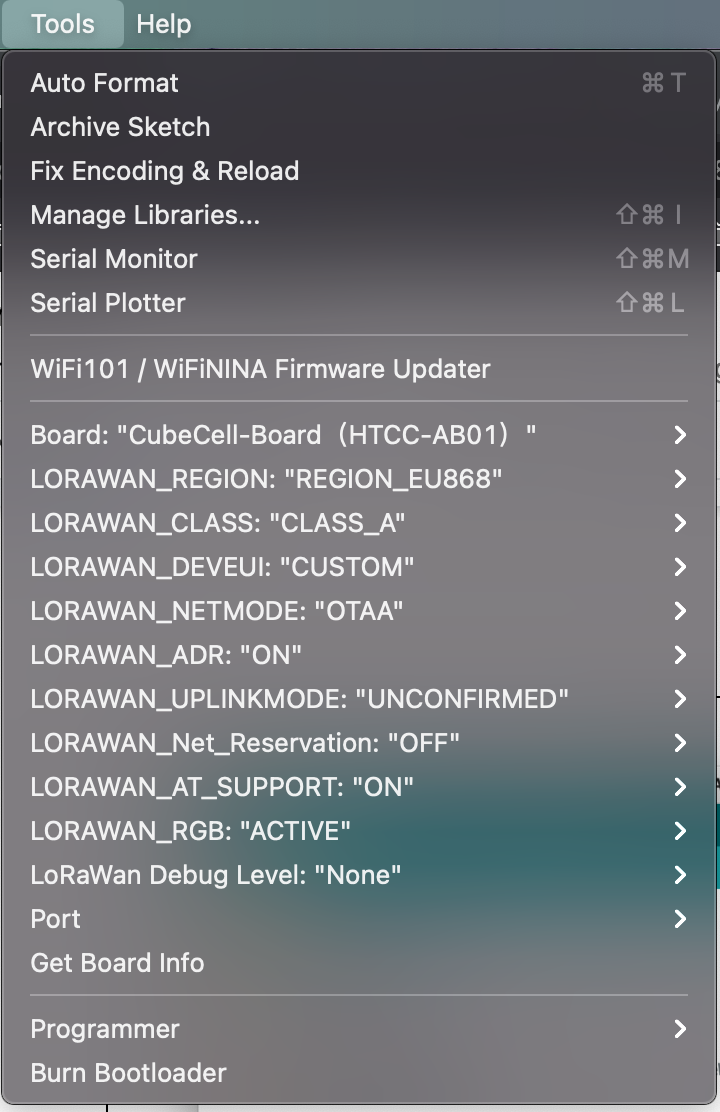 Tools Help
Auto Format ⌘T
Archive Sketch
Fix Encoding & Reload
Manage Libraries... ⇧⌘I
Serial Monitor ⇧⌘M
Serial Plotter ⇧⌘L
WiFi101 / WiFiNINA Firmware Updater
Board: "CubeCell-Board（HTCC-AB01）"
LORAWAN_REGION: "REGION_EU868"
LORAWAN_CLASS: "CLASS_A"
LORAWAN_DEVEUI: "CUSTOM"
LORAWAN_NETMODE: "OTAA"
LORAWAN_ADR: "ON"
LORAWAN_UPLINKMODE: "UNCONFIRMED"
LORAWAN_Net_Reservation: "OFF"
LORAWAN_AT_SUPPORT: "ON"
LORAWAN_RGB: "ACTIVE"
LoRaWan Debug Level: "None"
Port
Get Board Info
Programmer
Burn Bootloader